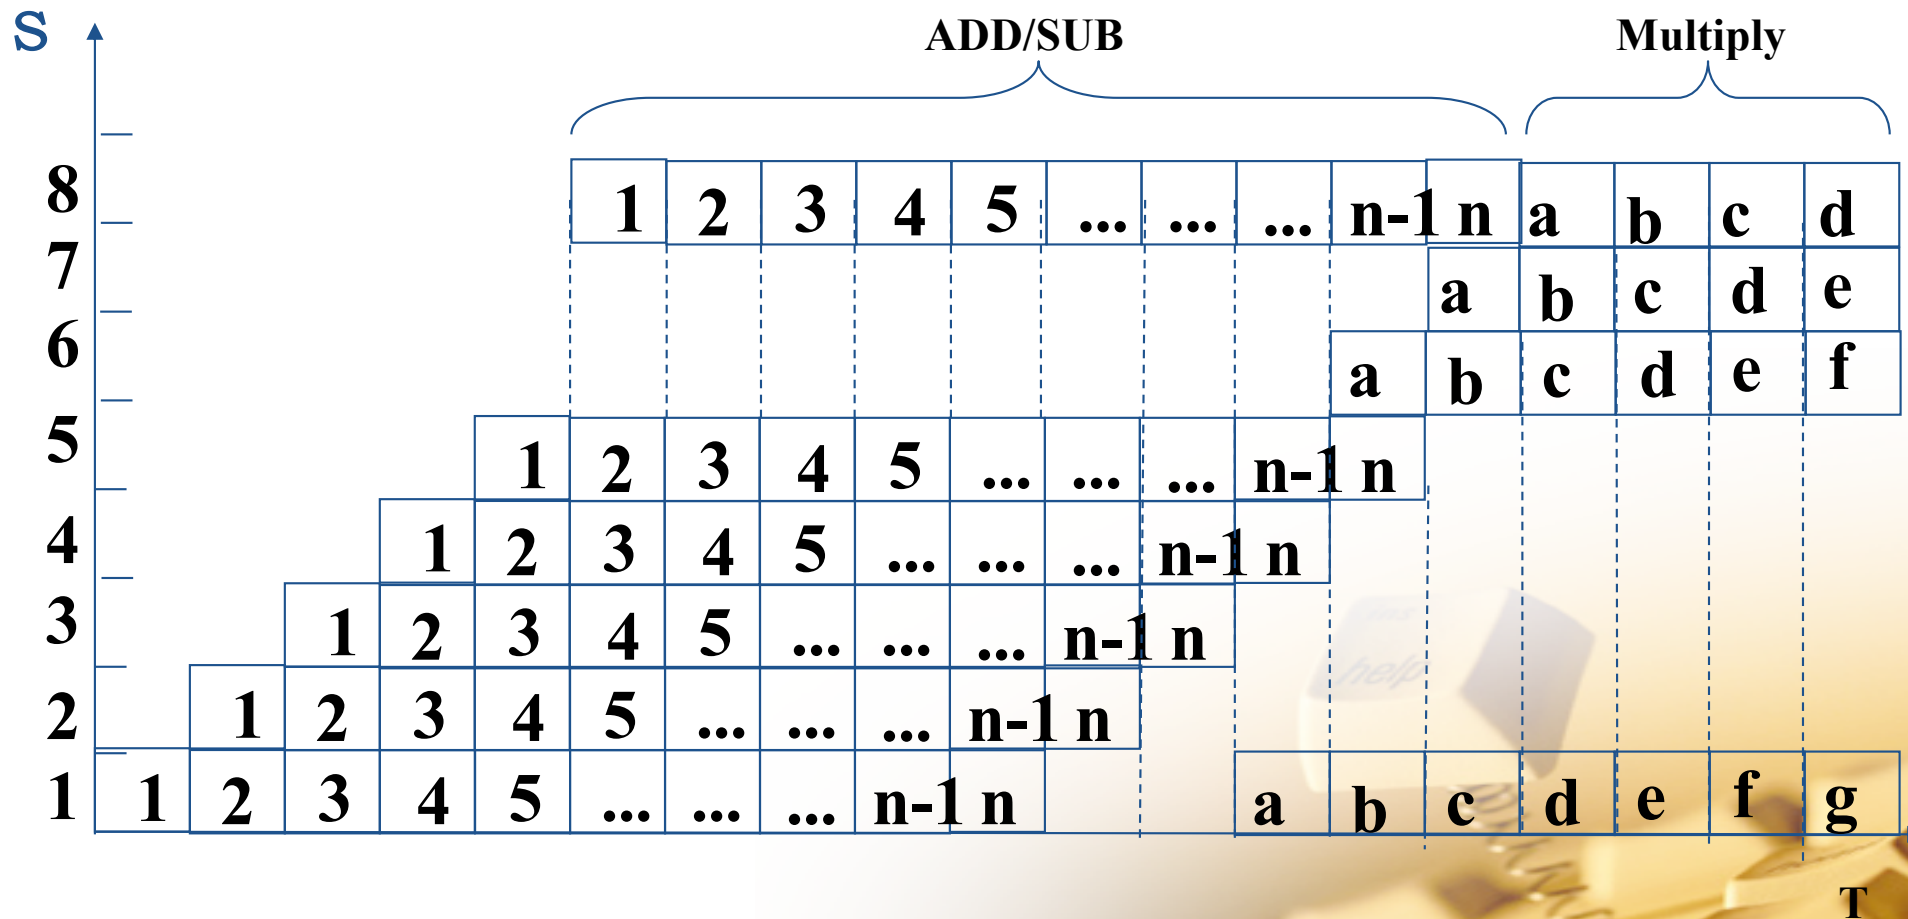 S
ADD/SUB Multiply
8 1 2 3 4 5 ... ... ... n-1 n a b c d
7 a b c d e
6 a b c d e f
5 1 2 3 4 5 ... ... ... n-1 n
4 1 2 3 4 5 ... ... ... n-1 n
3 1 2 3 4 5 ... ... ... n-1 n
2 1 2 3 4 5 ... ... ... n-1 n
1 1 2 3 4 5 ... ... ... n-1 n a b c d e f g
help
T